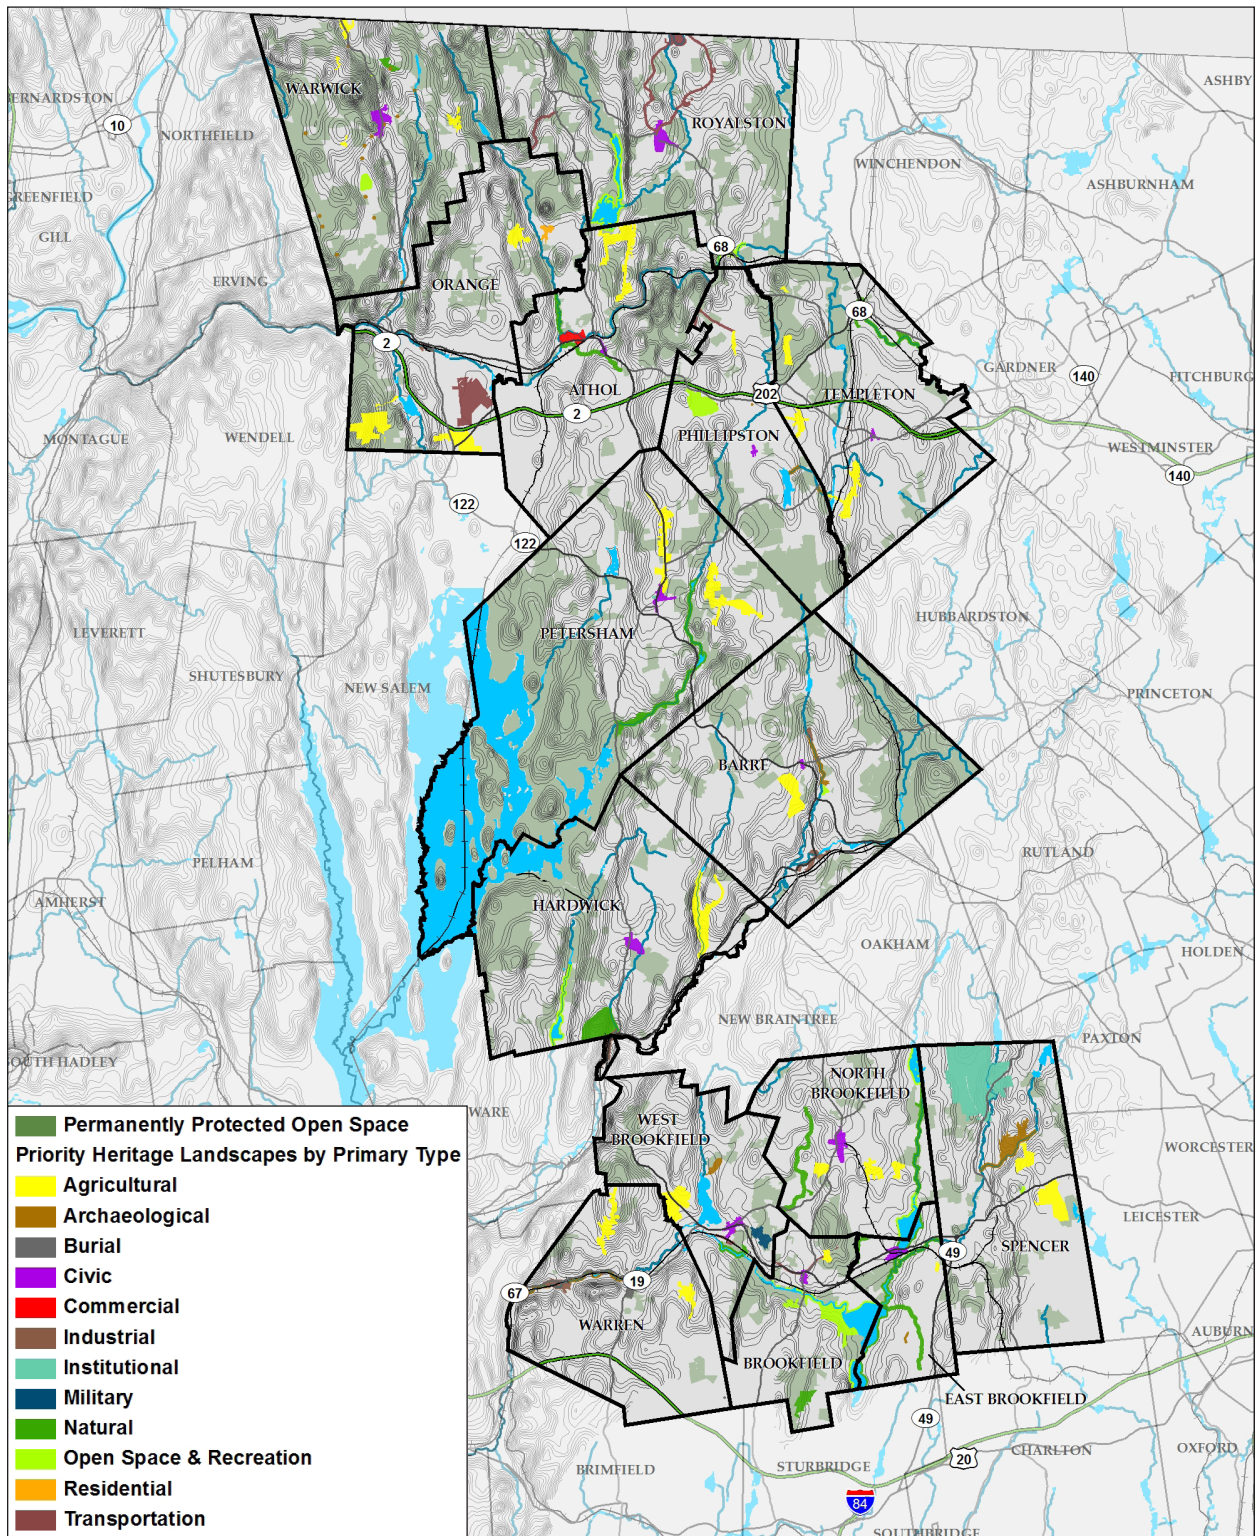 ASHBY
WARWICK
BERNARDSTON
10
NORTHFIELD
ROYALSTON
WINCHENDON
ASHBURNHAM
GREENFIELD
GILL
68
ERVING
ORANGE
68
2
GARDNER
140
FITCHBURG
ATHOL
202
TEMPLETON
2
PHILLIPSTON
MONTAGUE
WENDELL
WESTMINSTER
140
122
122
HUBBARDSTON
LEVERETT
PETERSHAM
SHUTESBURY
NEW SALEM
PRINCETON
BARRE
PELHAM
RUTLAND
AMHERST
HARDWICK
OAKHAM
HOLDEN
NEW BRAINTREE
PAXTON
SOUTH HADLEY
NORTH
BROOKFIELD
WARE
WEST
BROOKFIELD
WORCESTER
LEICESTER
49
SPENCER
67
19
WARREN
AUBURN
BROOKFIELD
EAST BROOKFIELD
49
CHARLTON
OXFORD
20
BRIMFIELD
STURBRIDGE
84
SOUTHBRIDGE
Permanently Protected Open Space
Priority Heritage Landscapes by Primary Type
Agricultural
Archaeological
Burial
Civic
Commercial
Industrial
Institutional
Military
Natural
Open Space & Recreation
Residential
Transportation